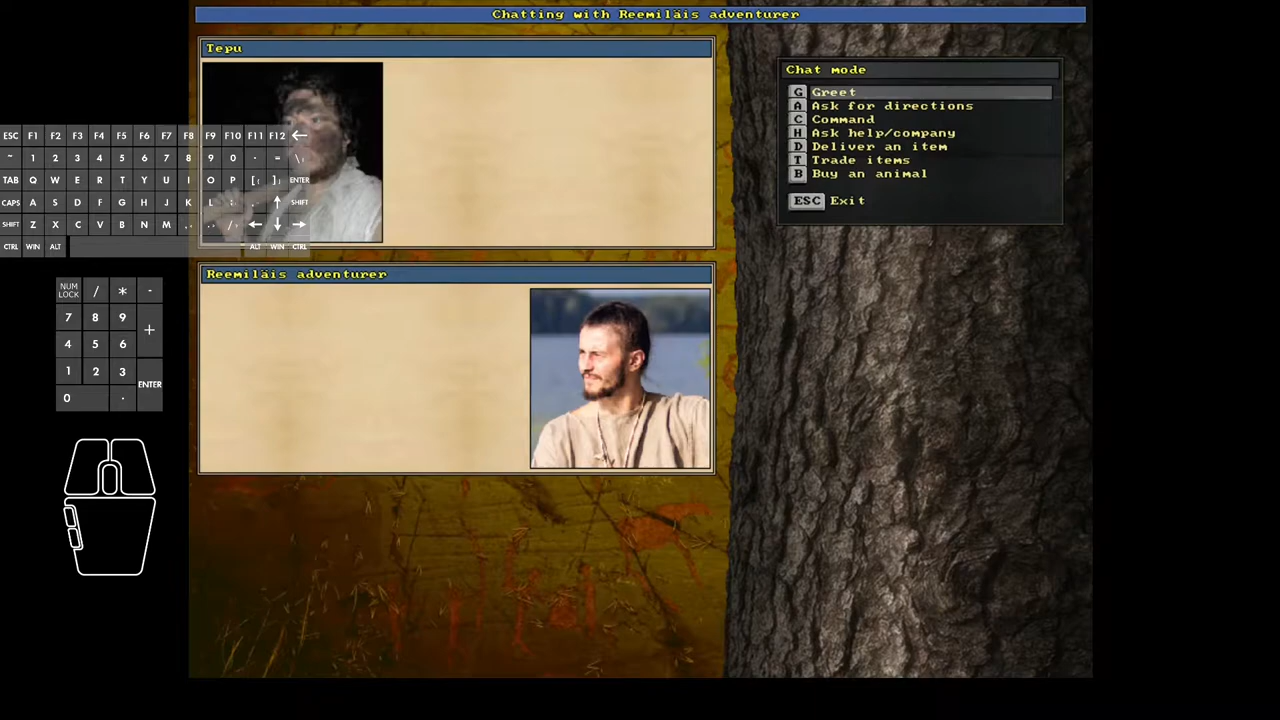 Chatting with Reemiläis adventurer
Tepu
Chat mode
G Greet
A Ask for directions
C Command
H Ask help/company
D Deliver an item
T Trade items
B Buy an animal
ESC Exit
ESC F1 F2 F3 F4 F5 F6 F7 F8 F9 F10 F11 F12
~ 1 2 3 4 5 6 7 8 9 0 - = \
TAB Q W E R T Y U I O P [ ] ENTER
CAPS A S D F G H J K L ; SHIFT
SHIFT Z X C V B N M , . /
CTRL WIN ALT ALT WIN CTRL
Reemiläis adventurer
NUM LOCK / * -
7 8 9 +
4 5 6
1 2 3 ENTER
0 .